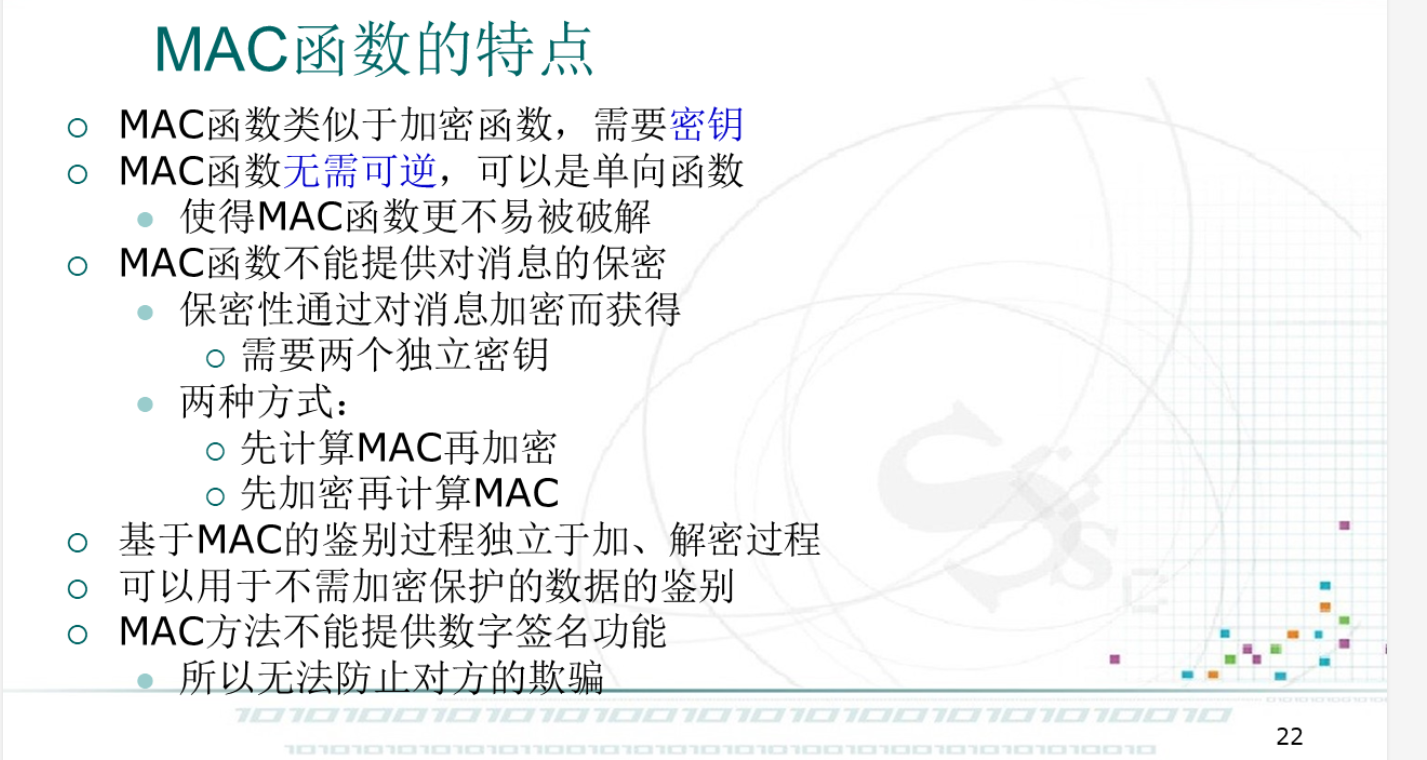 MAC函数的特点
MAC函数类似于加密函数，需要密钥
MAC函数无需可逆，可以是单向函数
使得MAC函数更不易被破解
MAC函数不能提供对消息的保密
保密性通过对消息加密而获得
需要两个独立密钥
两种方式：
先计算MAC再加密
先加密再计算MAC
基于MAC的鉴别过程独立于加、解密过程
可以用于不需加密保护的数据的鉴别
MAC方法不能提供数字签名功能
所以无法防止对方的欺骗
22